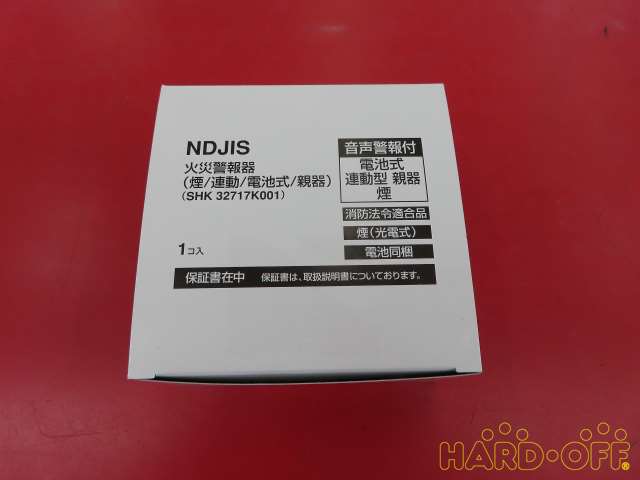 NDJIS
火災警報器
(煙/連動/電池式/親器)
(SHK 32717K001)
1コ入
音声警報付
電池式
連動型 親器
煙
消防法令適合品
煙(光電式)
電池同梱
保証書在中 保証書は、取扱説明書についております。
HARD・OFF®